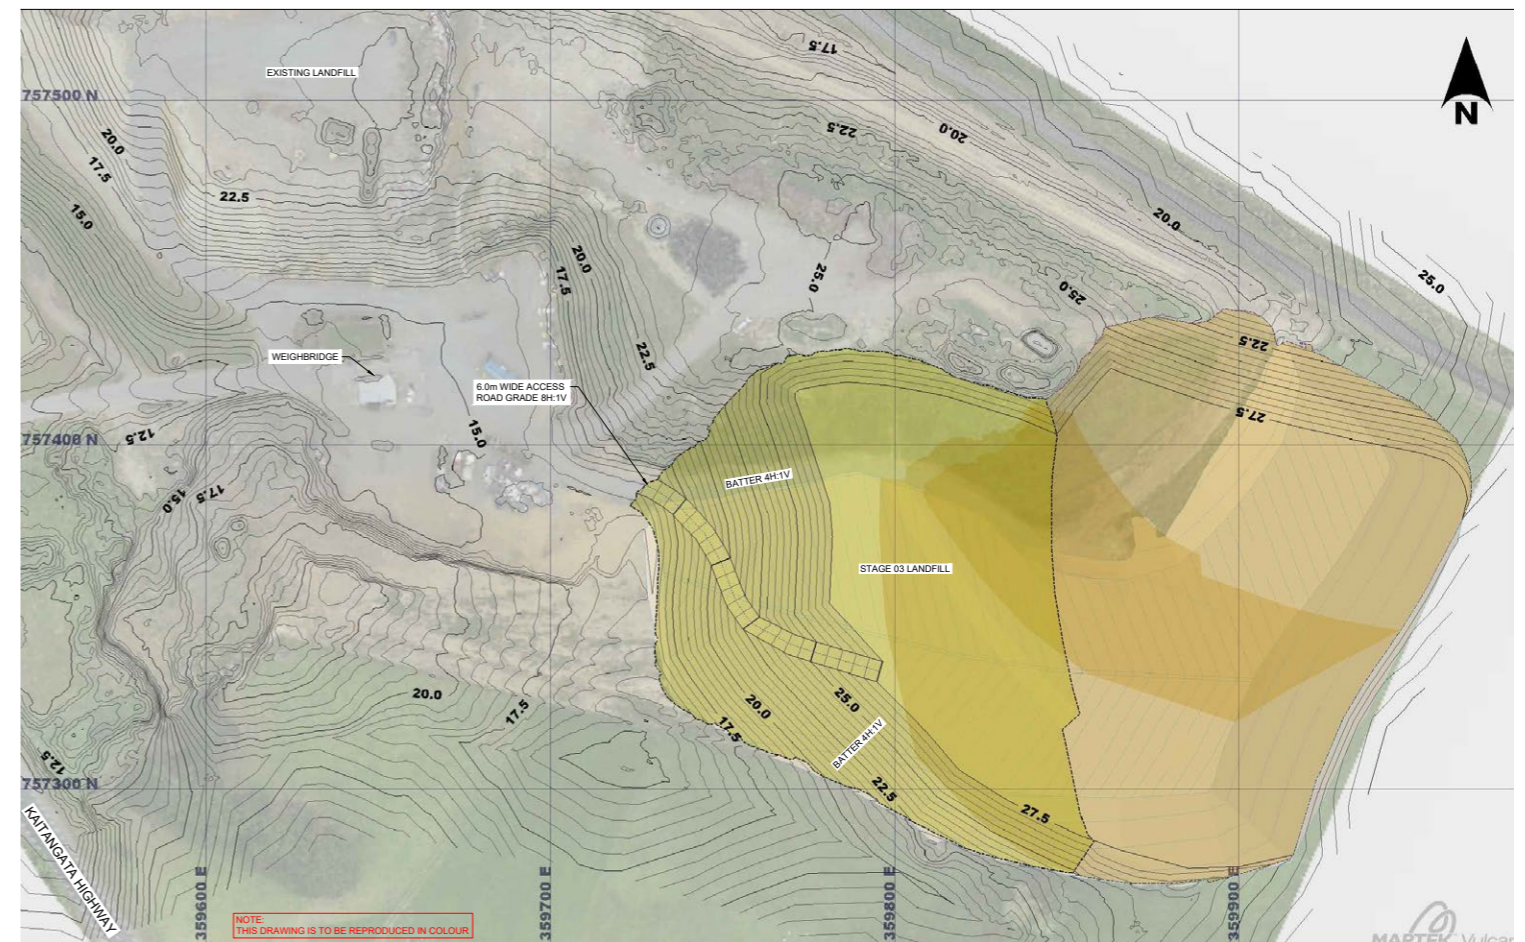 17.5
EXISTING LANDFILL
N
757500 N
20.0
17.5
22.5
20.0
22.5
15.0
20.0
20.0
17.5
25.0
25.0
25.0
22.5
WEIGHBRIDGE
22.5
6.0m WIDE ACCESS
ROAD GRADE 8H:1V
27.5
757400 N
12.5
15.0
BATTER 4H:1V
15.0
17.5
STAGE 03 LANDFILL
20.0
17.5
20.0
25.0
17.5
BATTER 4H:1V
12.5
757300 N
22.5
27.5
KAITANGATA HIGHWAY
359600 E
359700 E
359800 E
359900 E
NOTE:
THIS DRAWING IS TO BE REPRODUCED IN COLOUR
MAPTEK Vulcan